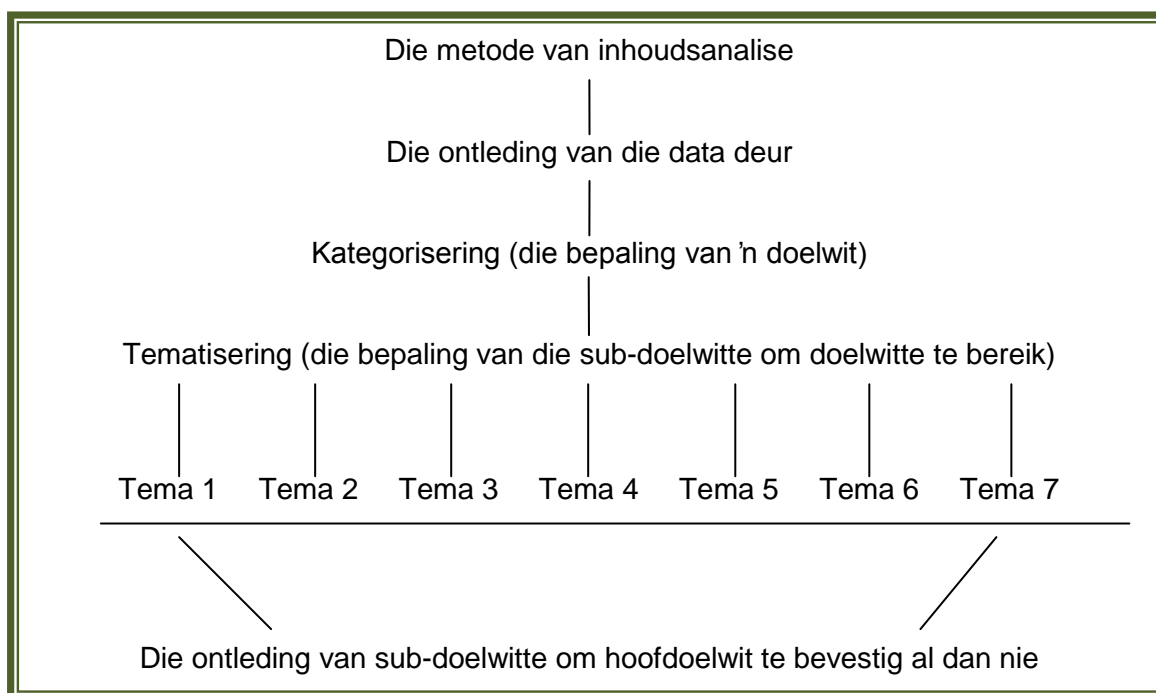 Die metode van inhoudsanalise
Die ontleding van die data deur
Kategorisering (die bepaling van 'n doelwit)
Tematisering (die bepaling van die sub-doelwitte om doelwitte te bereik)
Tema 1 Tema 2 Tema 3 Tema 4 Tema 5 Tema 6 Tema 7
Die ontleding van sub-doelwitte om hoofdoelwit te bevestig al dan nie